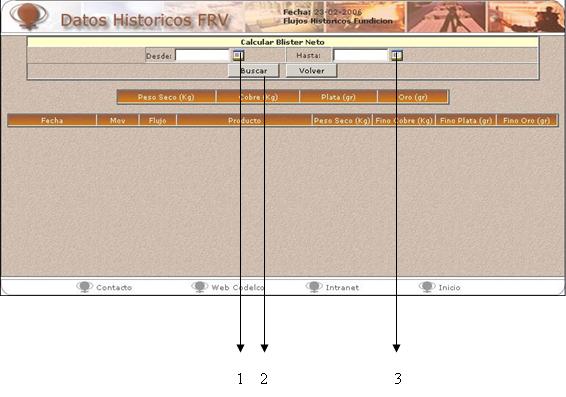 Datos Historicos FRV
Fecha: 23-02-2006
Flujos Historicos Fundicion
Calcular Blister Neto
Desde: Hasta:
Buscar Volver
Peso Seco (Kg) Cobre (Kg) Plata (gr) Oro (gr)
Fecha Mov Flujo Producto Peso Seco (Kg) Fino Cobre (Kg) Fino Plata (gr) Fino Oro (gr)
Contacto Web Codelco Intranet Inicio
1 2 3